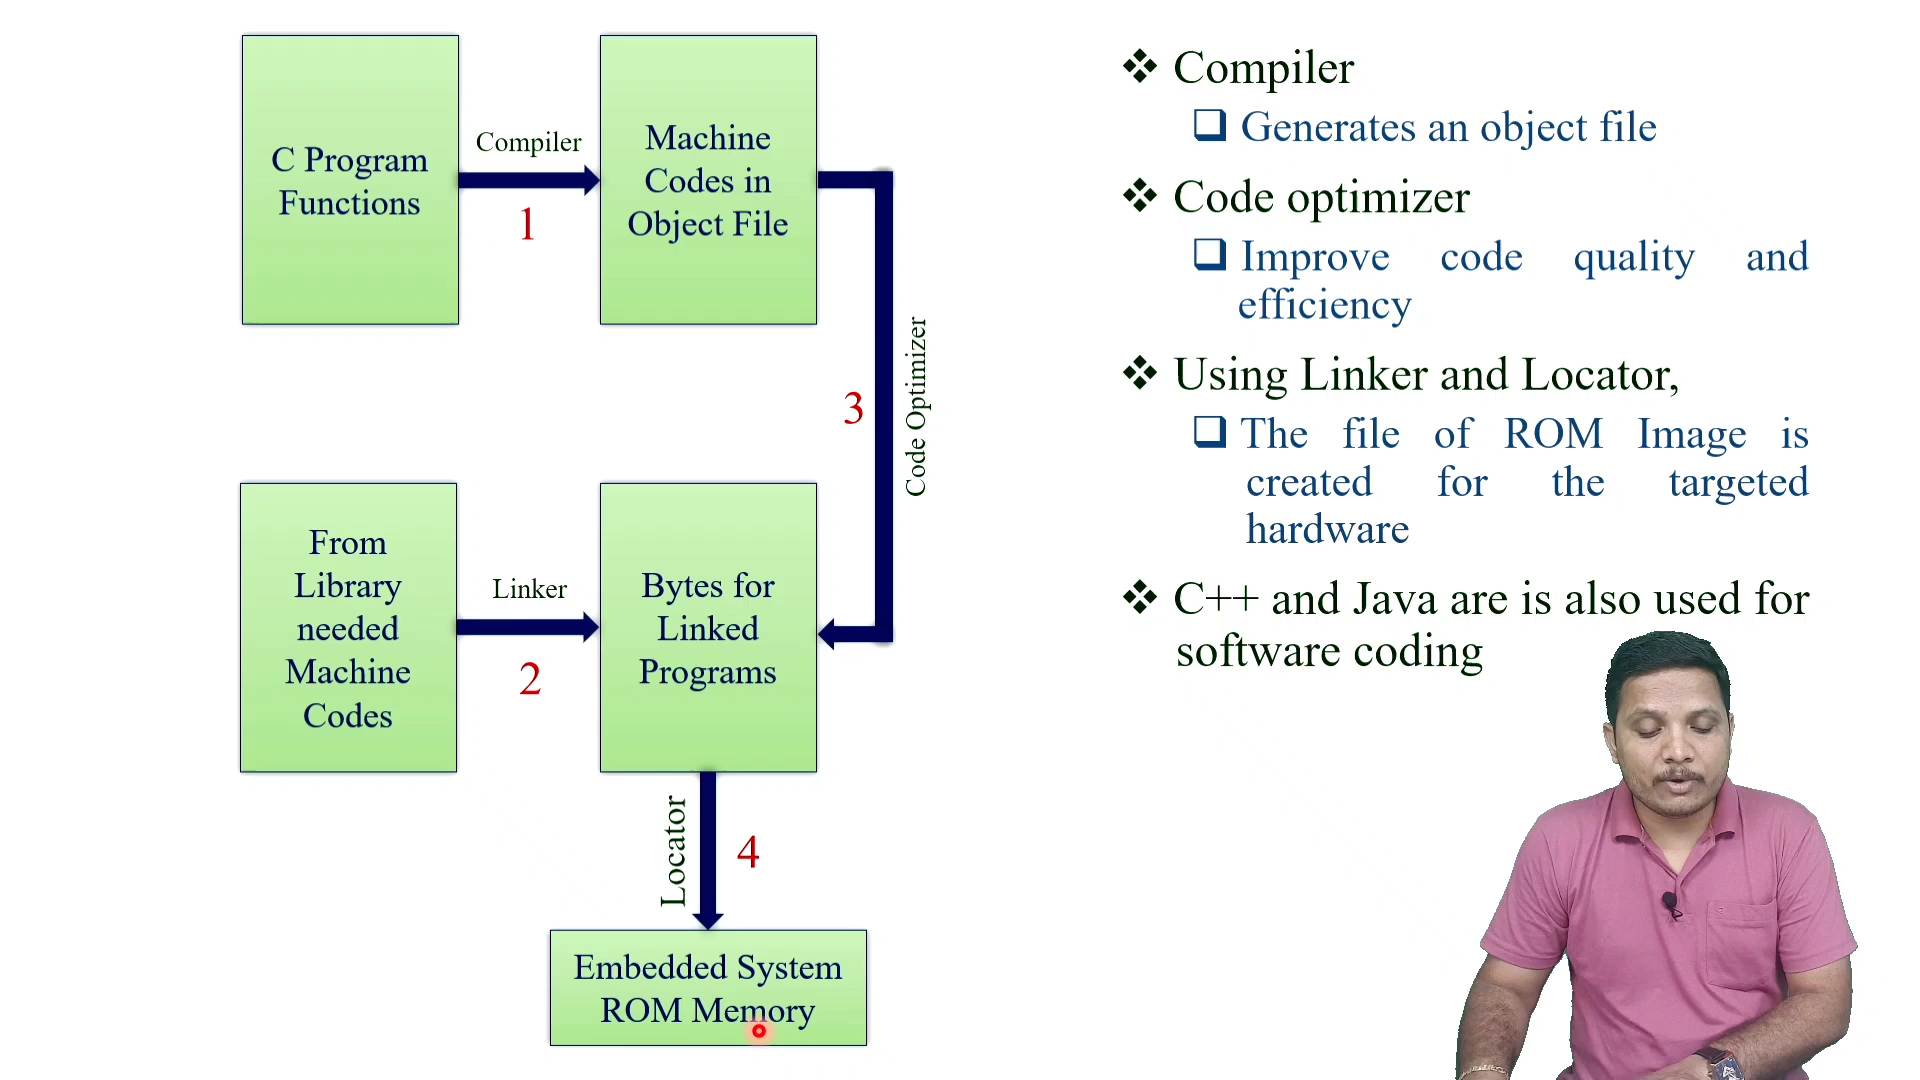 C Program
Functions
Compiler
1
Machine
Codes in
Object File
3
Code Optimizer
From
Library
needed
Machine
Codes
Linker
2
Bytes for
Linked
Programs
Locator
4
Embedded System
ROM Memory
❖ Compiler
❑ Generates an object file
❖ Code optimizer
❑ Improve code quality and
efficiency
❖ Using Linker and Locator,
❑ The file of ROM Image is
created for the targeted
hardware
❖ C++ and Java are is also used for
software coding